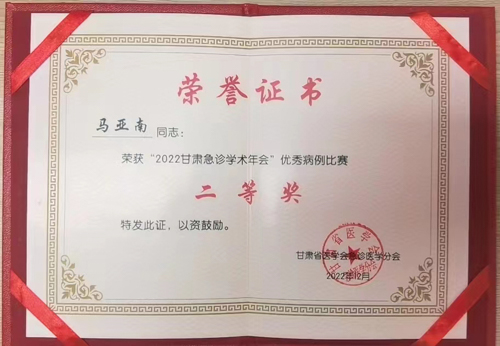 荣誉证书
马亚南 同志：
荣获“2022甘肃急诊学术年会”优秀病例比赛
二等奖
特发此证，以资鼓励。
甘肃省医学会急诊医学分会
2022年12月